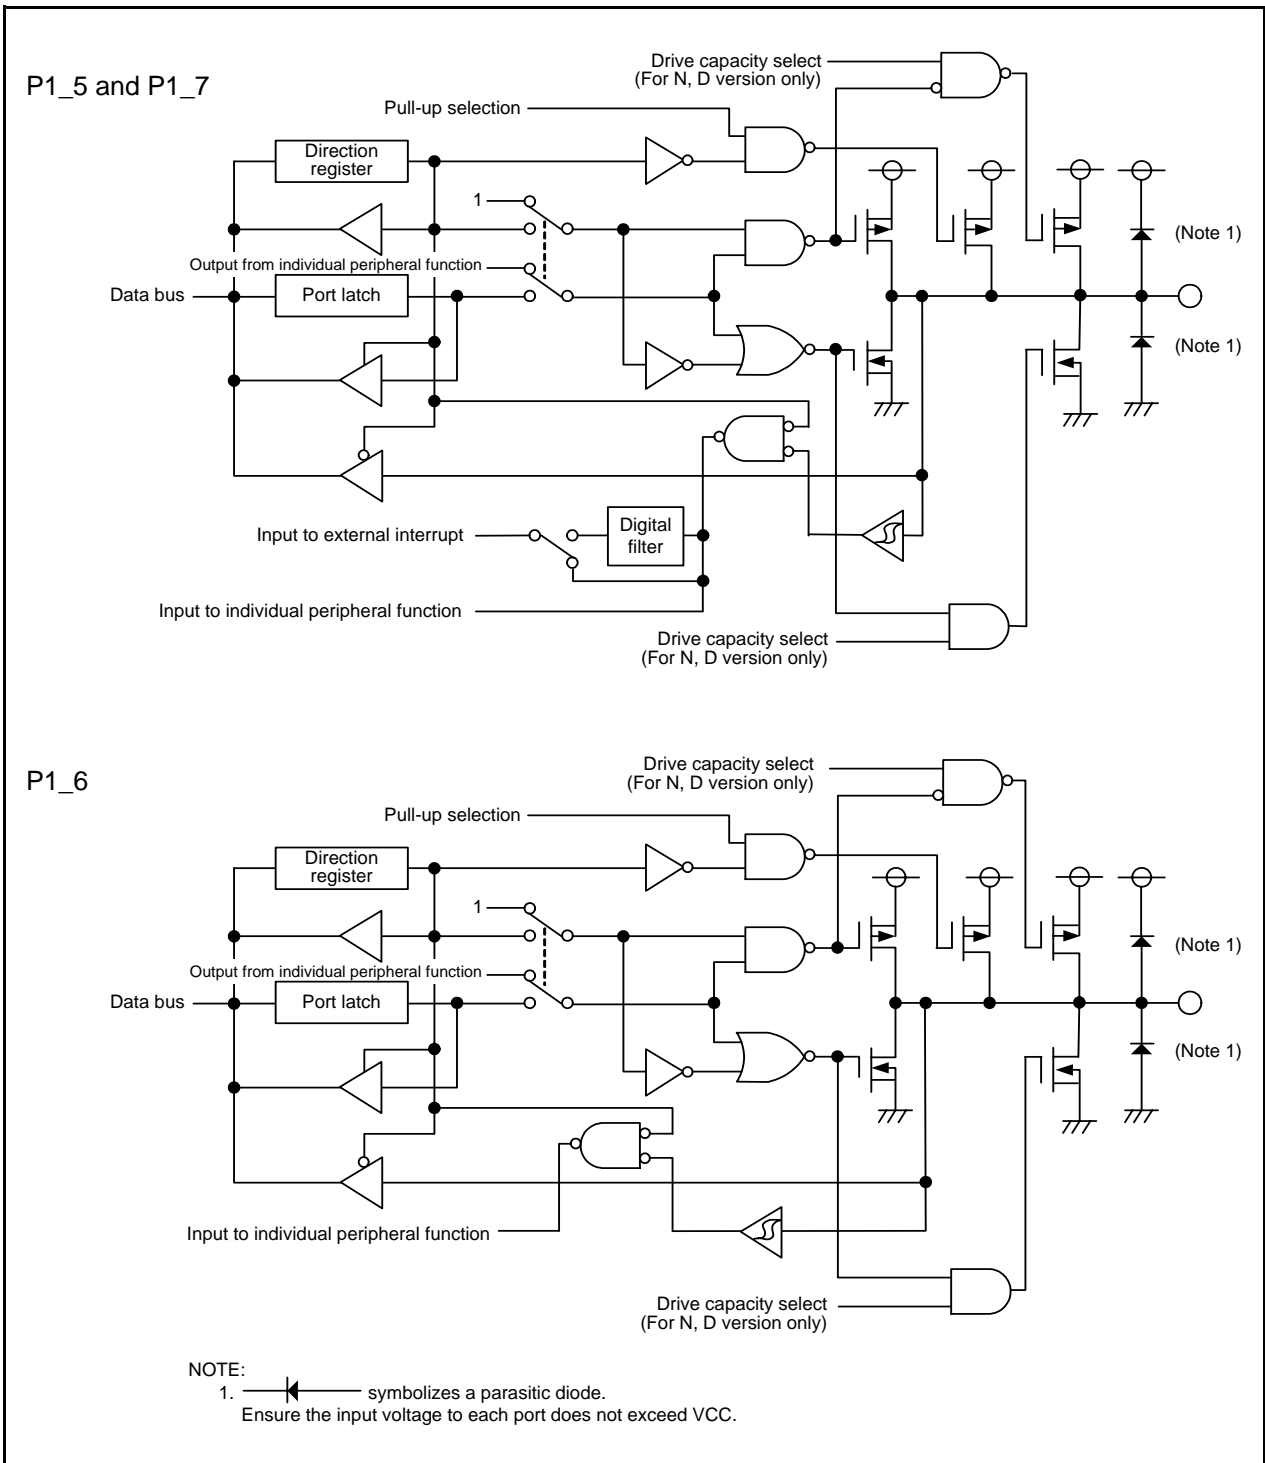 P1_5 and P1_7
Drive capacity select
(For N, D version only)
Pull-up selection
Direction
register
1
(Note 1)
Output from individual peripheral function
Data bus
Port latch
(Note 1)
Digital
filter
Input to external interrupt
Input to individual peripheral function
Drive capacity select
(For N, D version only)
P1_6
Drive capacity select
(For N, D version only)
Pull-up selection
Direction
register
1
(Note 1)
Output from individual peripheral function
Data bus
Port latch
(Note 1)
Input to individual peripheral function
Drive capacity select
(For N, D version only)
NOTE:
1. symbolizes a parasitic diode.
Ensure the input voltage to each port does not exceed VCC.